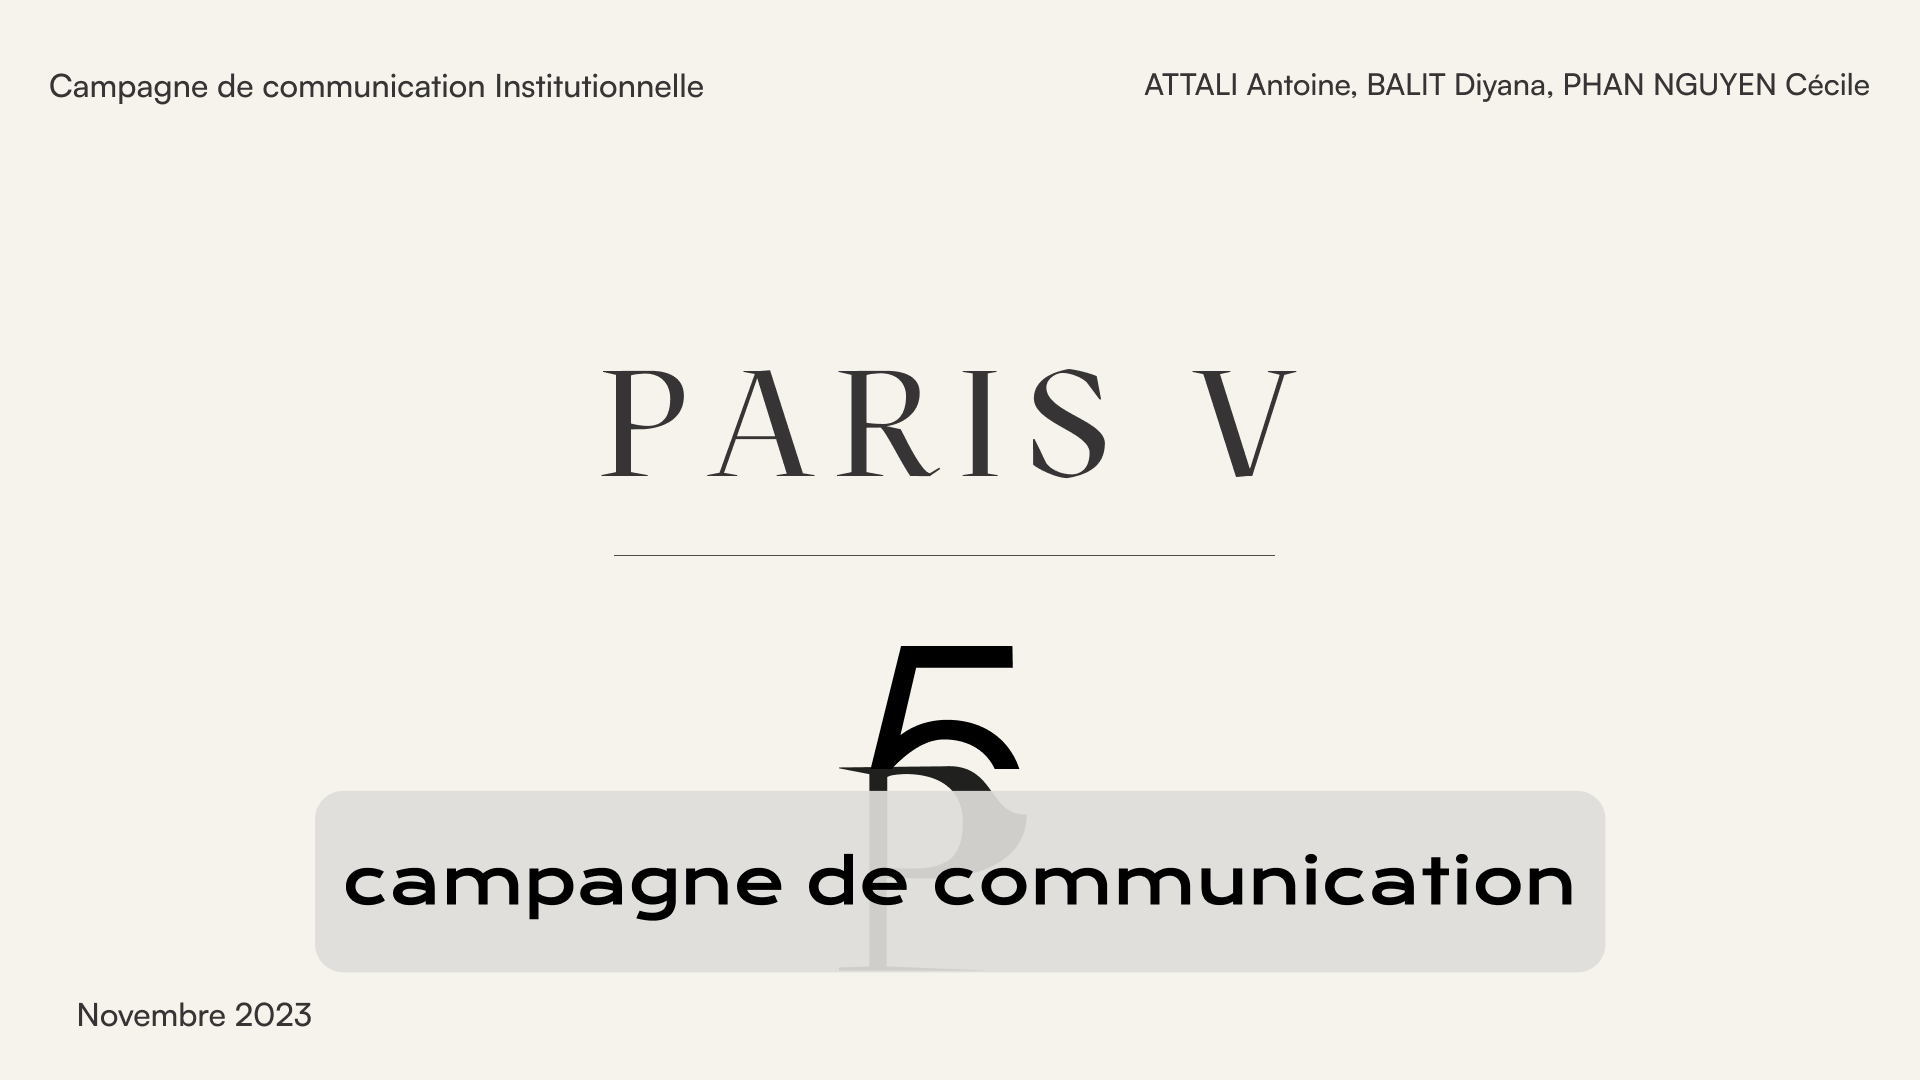 Campagne de communication Institutionnelle
ATTALI Antoine, BALIT Diyana, PHAN NGUYEN Cécile
PARIS V
5
P
campagne de communication
Novembre 2023